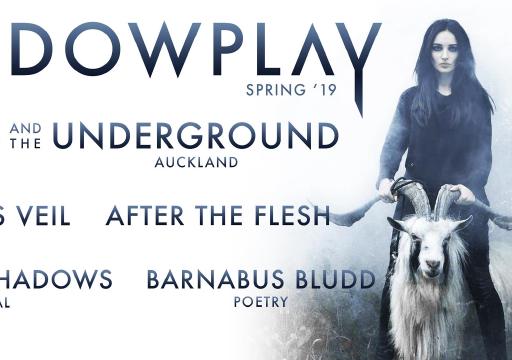 DOWPLAY
SPRING ‘19
AND THE UNDERGROUND
AUCKLAND
S VEIL AFTER THE FLESH
HADOWS BARNABUS BLUDD
AL POETRY